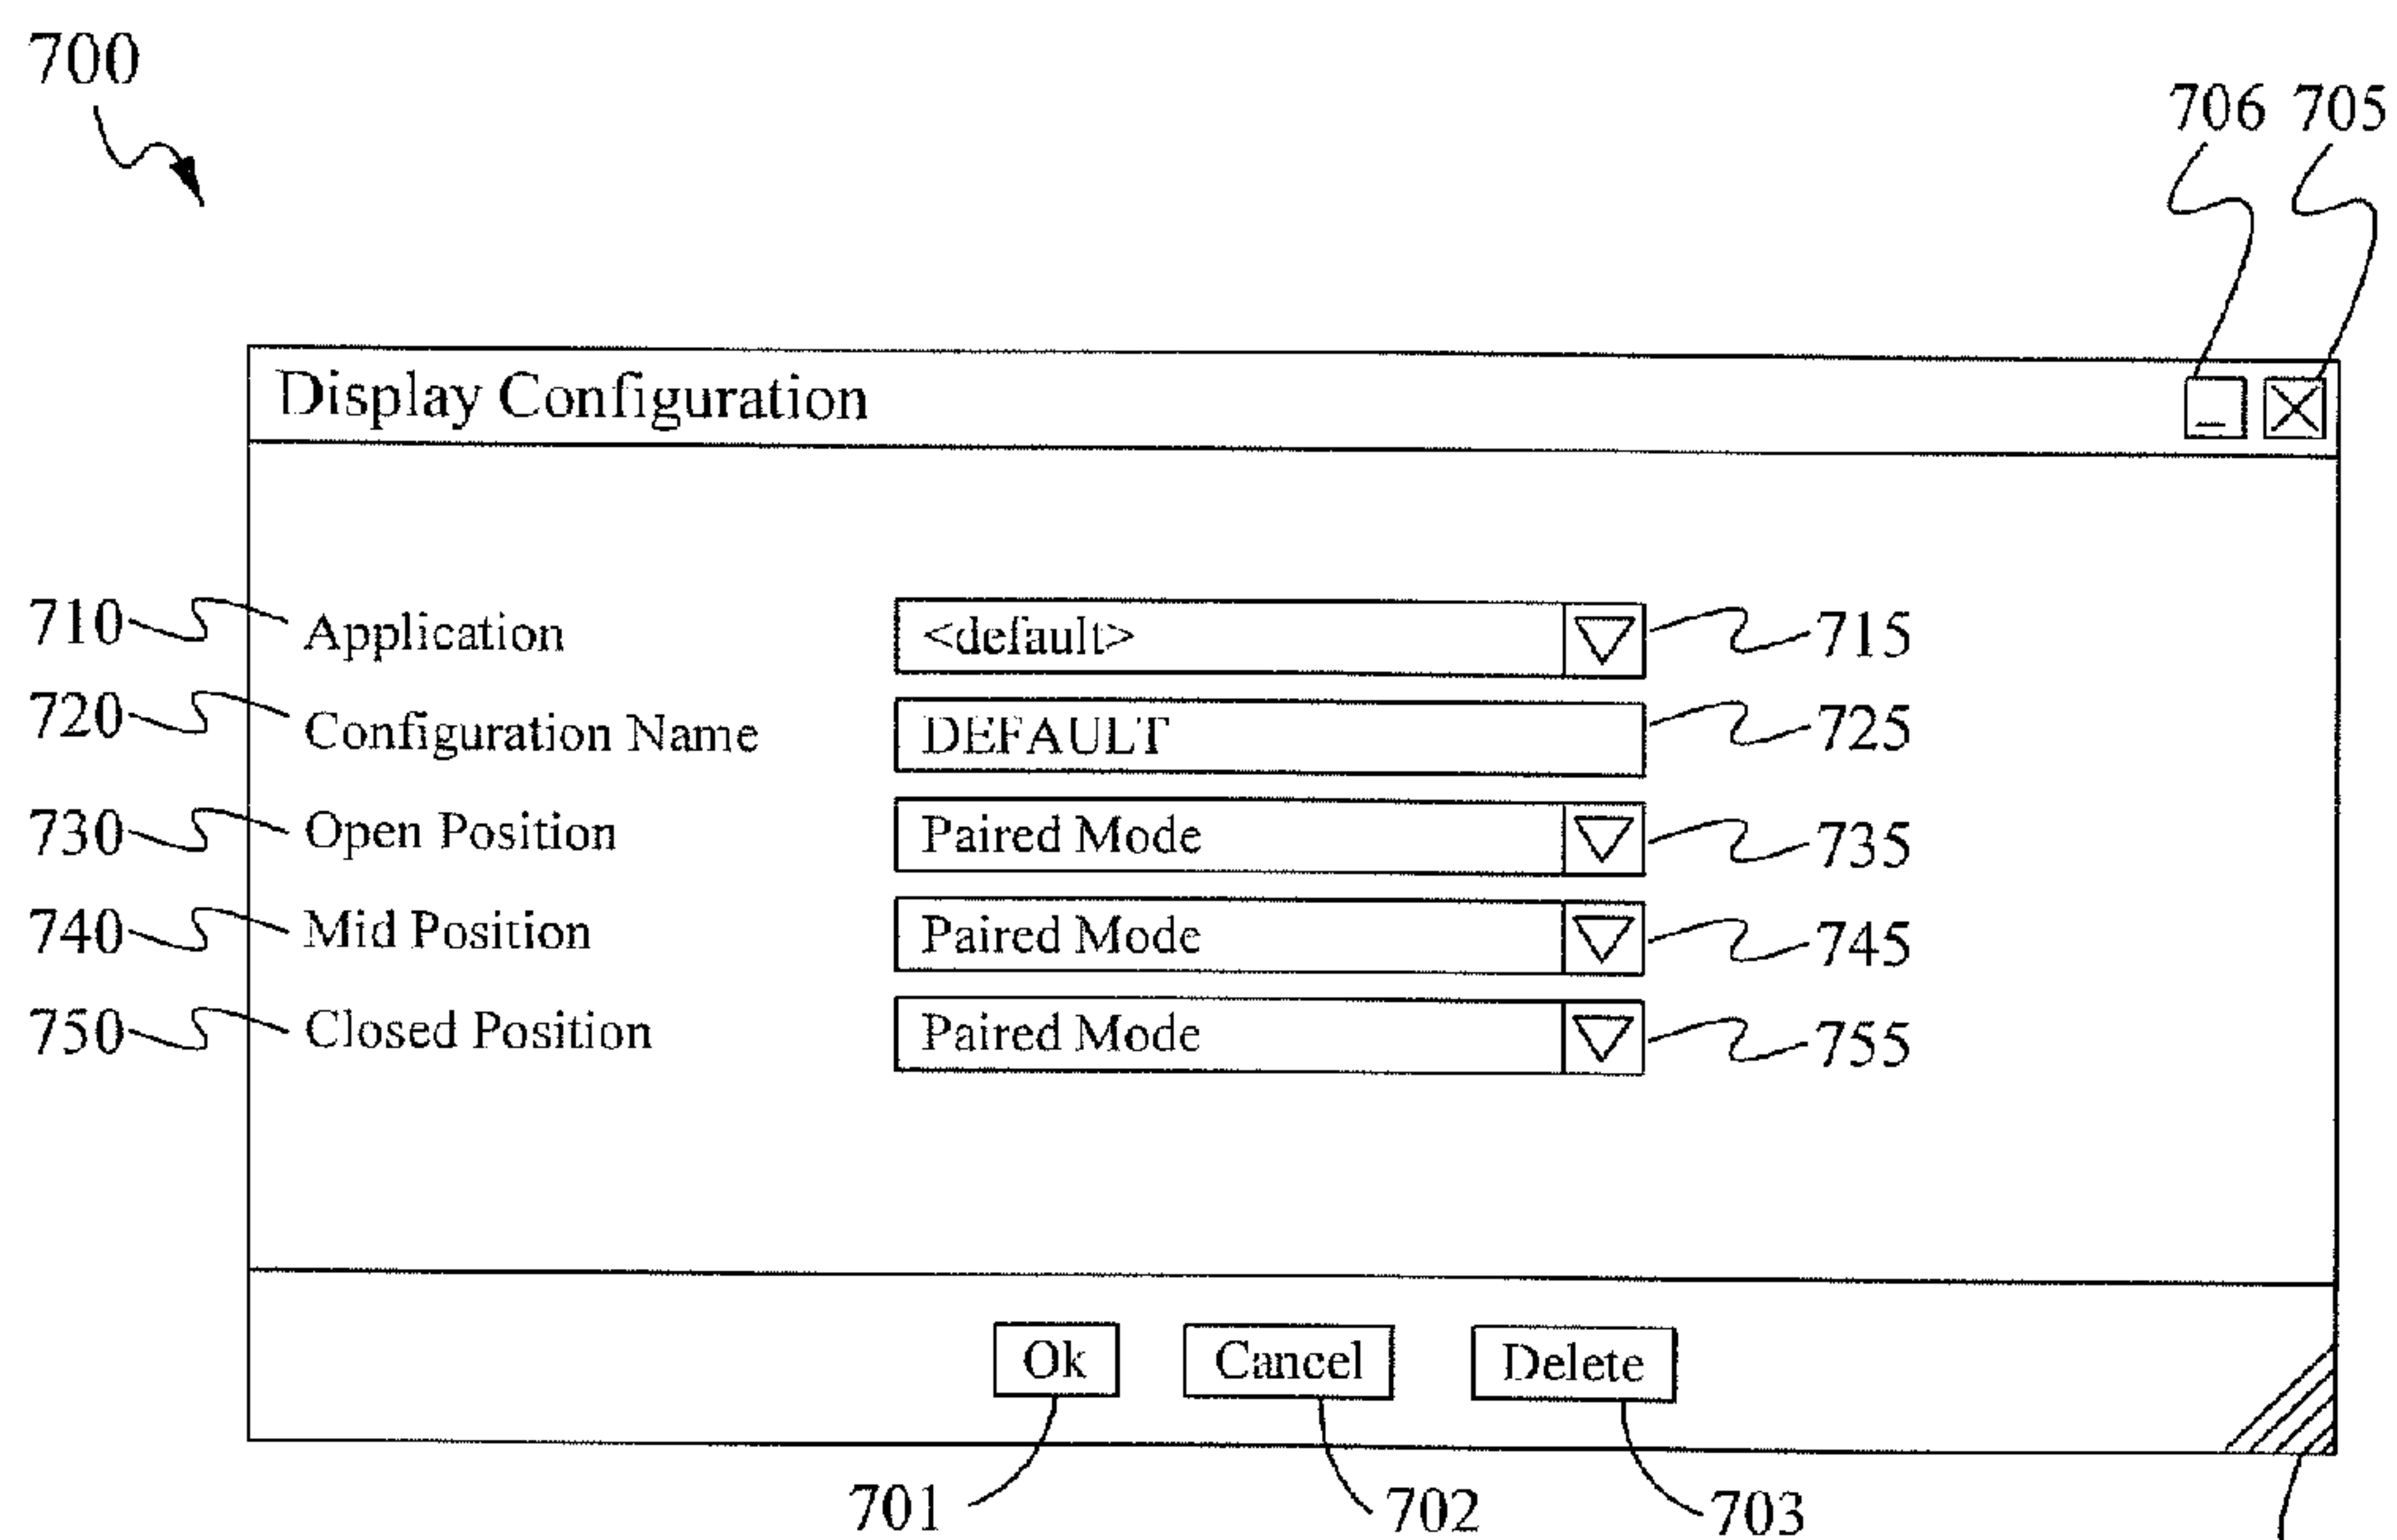 700
706 705
Display Configuration
710 Application <default> 715
720 Configuration Name DEFAULT 725
730 Open Position Paired Mode 735
740 Mid Position Paired Mode 745
750 Closed Position Paired Mode 755
Ok Cancel Delete
701 702 703